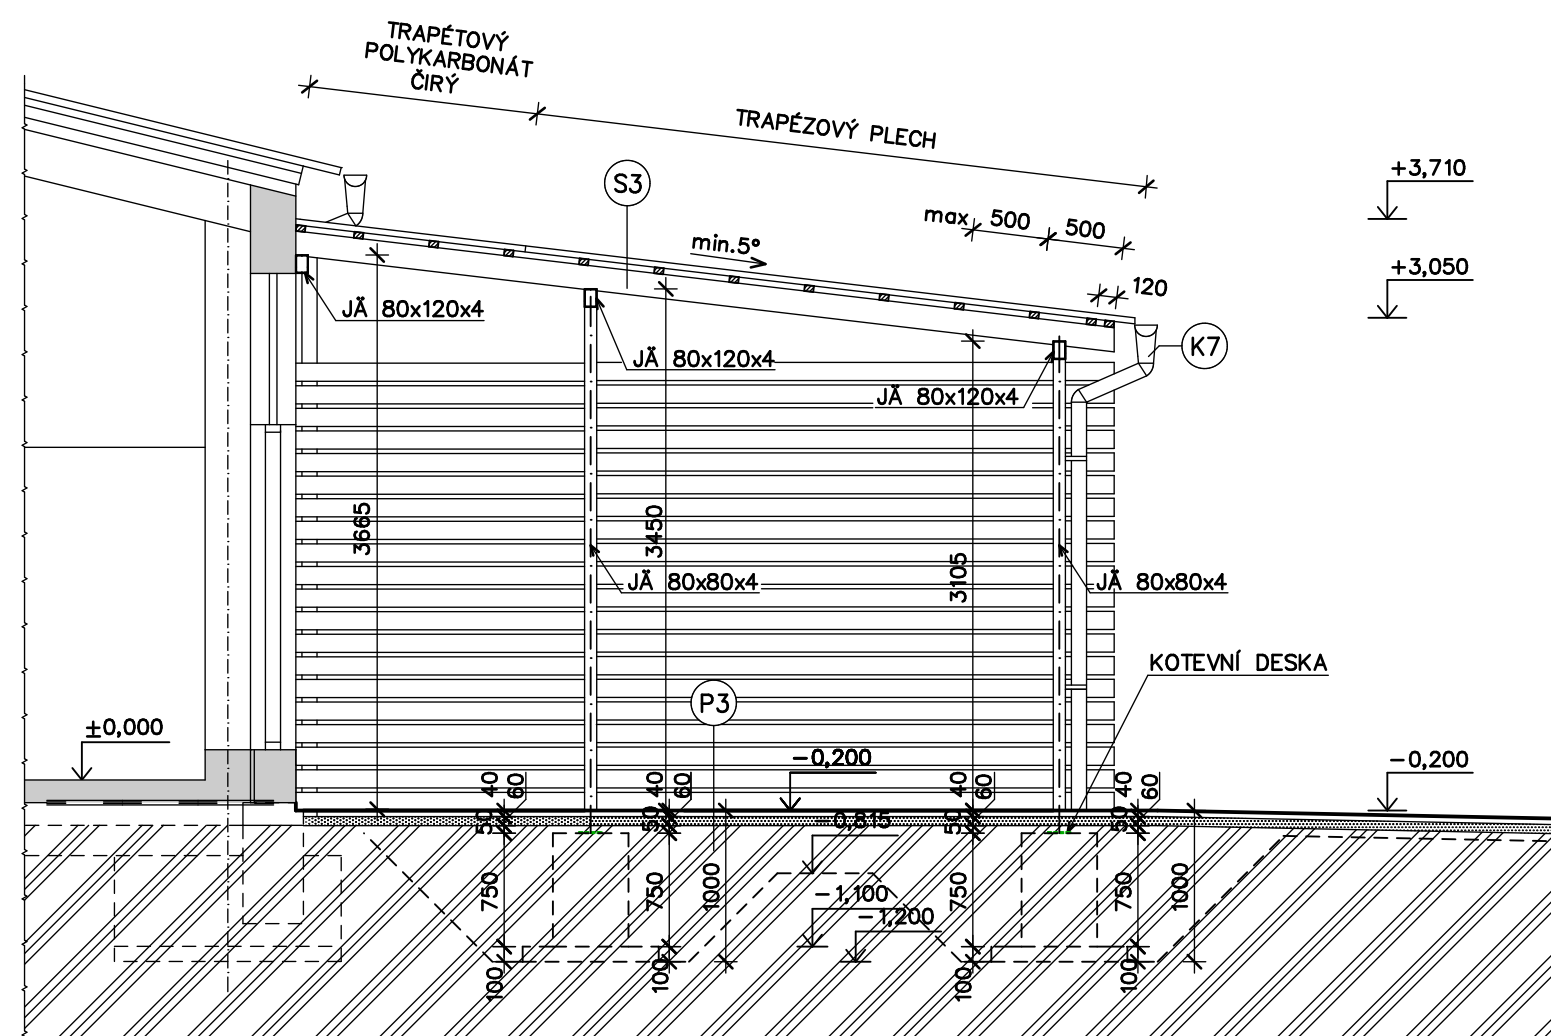 TRAPÉTOVÝ
POLYKARBONÁT
ČIRÝ
TRAPÉZOVÝ PLECH
S3
+3,710
max 500 500
min.5°
+3,050
120
JÄ 80x120x4
K7
JÄ 80x120x4
JÄ 80x120x4
3665
3450
3105
JÄ 80x80x4
JÄ 80x80x4
KOTEVNÍ DESKA
P3
±0,000
-0,200
-0,200
40
60
40
60
40
60
40
60
50
50
50
50
-0,815
750
750
1000
750
750
1000
-1,100
-1,200
100
100
100
100